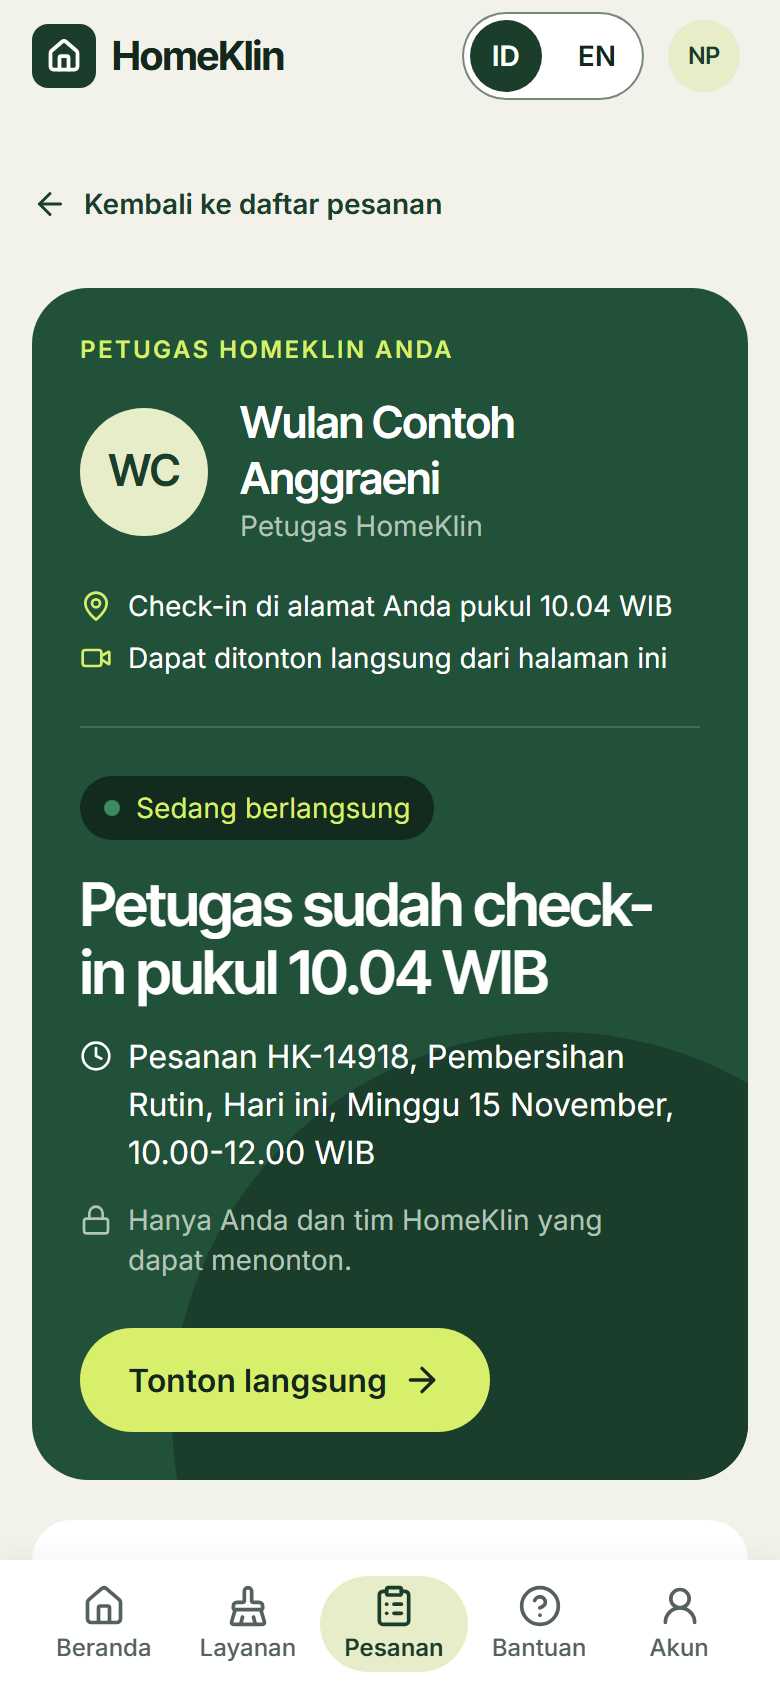 HomeKlin
ID
EN
NP
Kembali ke daftar pesanan
PETUGAS HOMEKLIN ANDA
WC
Wulan Contoh
Anggraeni
Petugas HomeKlin
Check-in di alamat Anda pukul 10.04 WIB
Dapat ditonton langsung dari halaman ini
Sedang berlangsung
Petugas sudah check-
in pukul 10.04 WIB
Pesanan HK-14918, Pembersihan
Rutin, Hari ini, Minggu 15 November,
10.00-12.00 WIB
Hanya Anda dan tim HomeKlin yang
dapat menonton.
Tonton langsung
Beranda
Layanan
Pesanan
Bantuan
Akun